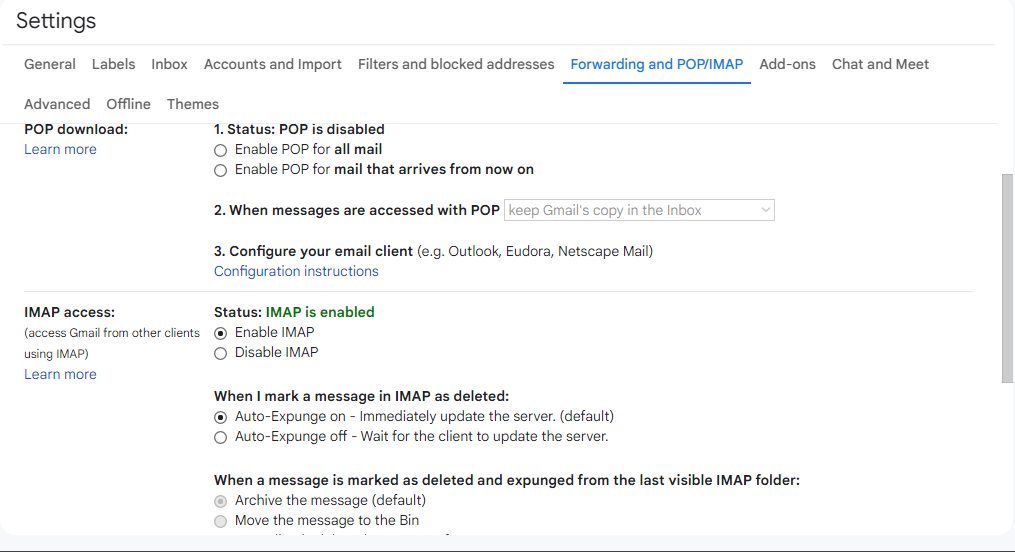 Settings
General Labels Inbox Accounts and Import Filters and blocked addresses Forwarding and POP/IMAP Add-ons Chat and Meet
Advanced Offline Themes
POP download:
Learn more
1. Status: POP is disabled
Enable POP for all mail
Enable POP for mail that arrives from now on
2. When messages are accessed with POP keep Gmail's copy in the Inbox
3. Configure your email client (e.g. Outlook, Eudora, Netscape Mail)
Configuration instructions
IMAP access:
(access Gmail from other clients
using IMAP)
Learn more
Status: IMAP is enabled
Enable IMAP
Disable IMAP
When I mark a message in IMAP as deleted:
Auto-Expunge on - Immediately update the server. (default)
Auto-Expunge off - Wait for the client to update the server.
When a message is marked as deleted and expunged from the last visible IMAP folder:
Archive the message (default)
Move the message to the Bin